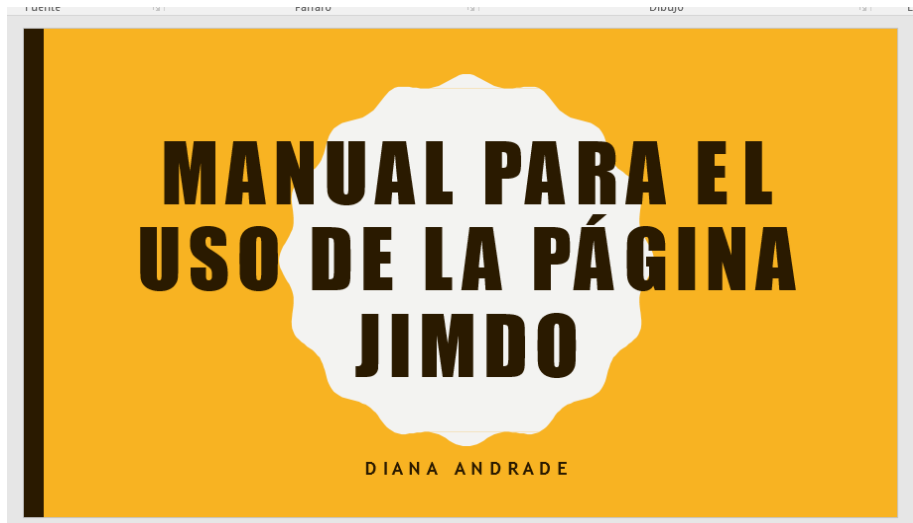 Fuente Párrafo Dibujo
MANUAL PARA EL
USO DE LA PÁGINA
JIMDO
DIANA ANDRADE